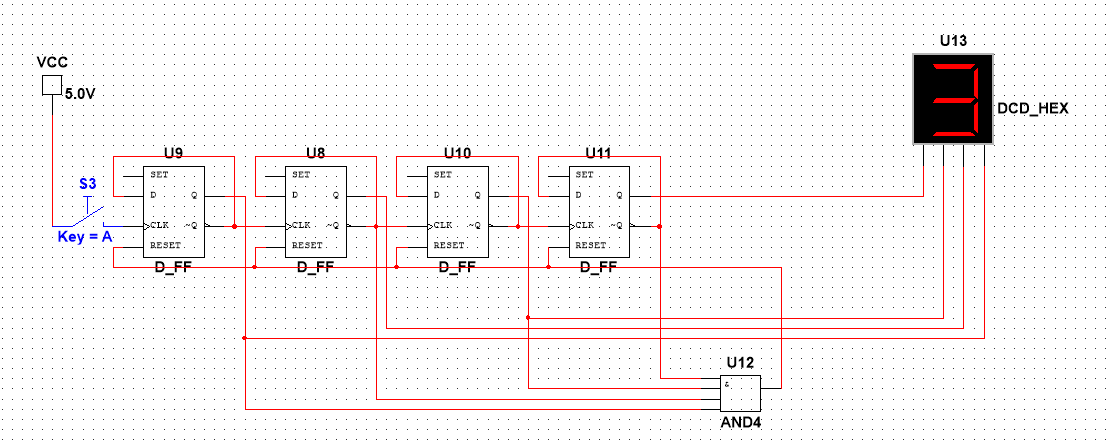 U13
VCC
5.0V
3
DCD_HEX
U9
U8
U10
U11
SET
SET
SET
SET
S3
D Q
D Q
D Q
D Q
CLK ~Q
CLK ~Q
CLK ~Q
CLK ~Q
Key = A
RESET
RESET
RESET
RESET
D_FF
D_FF
D_FF
D_FF
U12
&
AND4